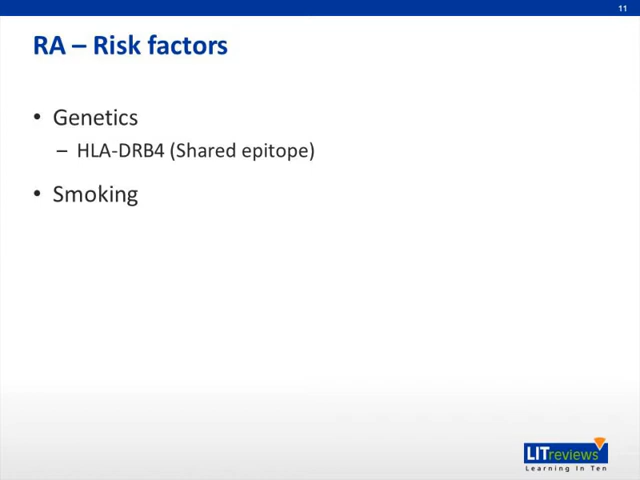 11
RA – Risk factors
• Genetics
– HLA-DRB4 (Shared epitope)
• Smoking
LITreviews
Learning In Ten